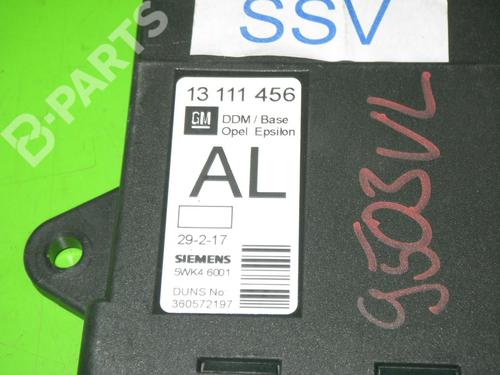 SSV
B-PARTS
13 111 456
GM
DDM / Base
Opel Epsilon
AL
29-2-17
SIEMENS
5WK4 6001
DUNS No
360572197
9503VL